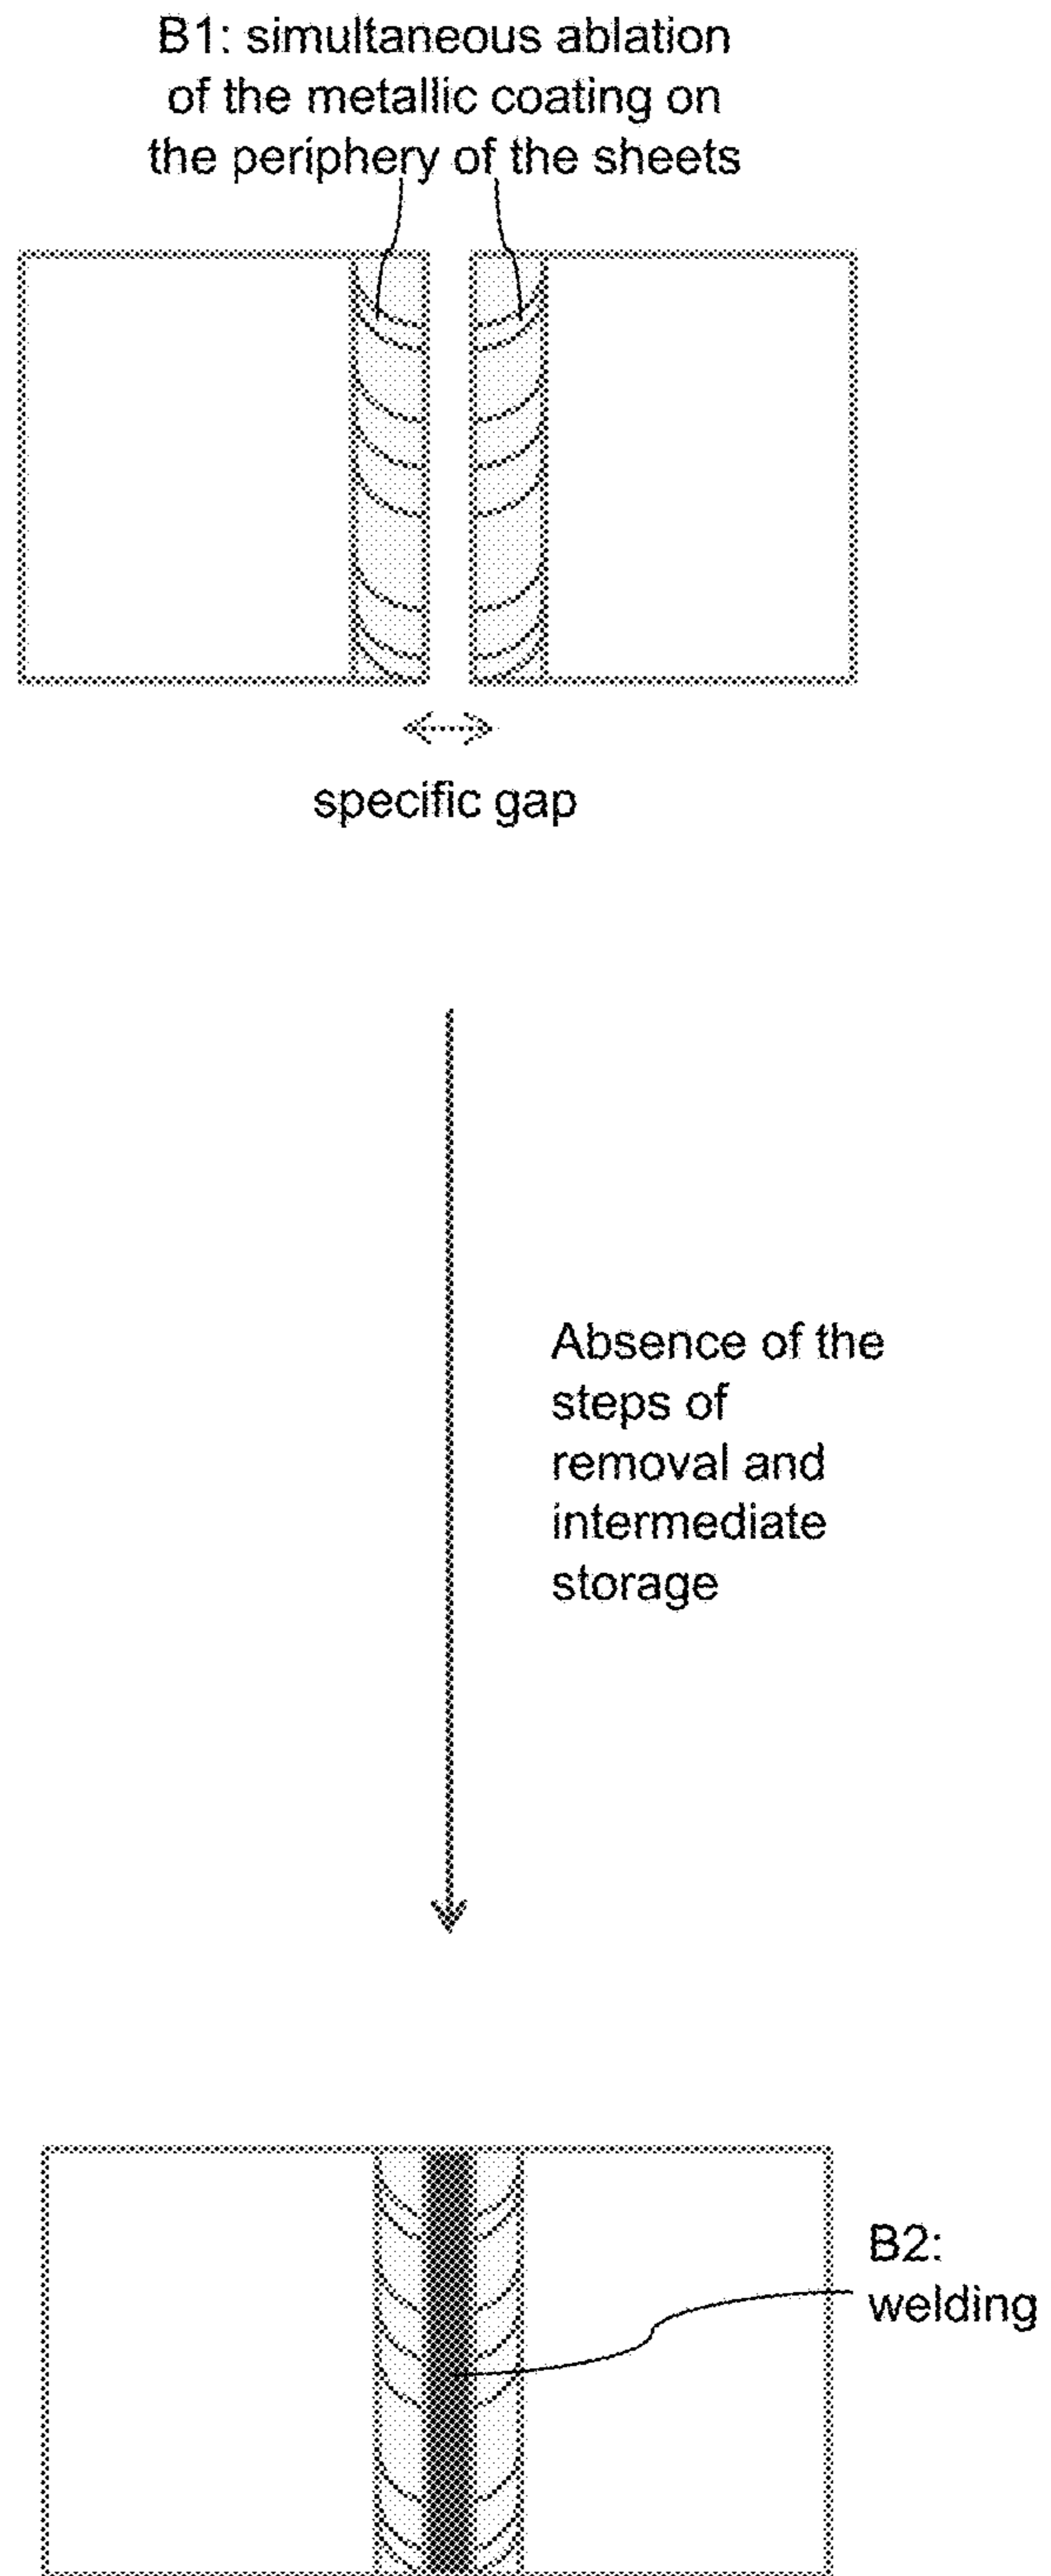 B1: simultaneous ablation
of the metallic coating on
the periphery of the sheets
specific gap
Absence of the
steps of
removal and
intermediate
storage
B2:
welding